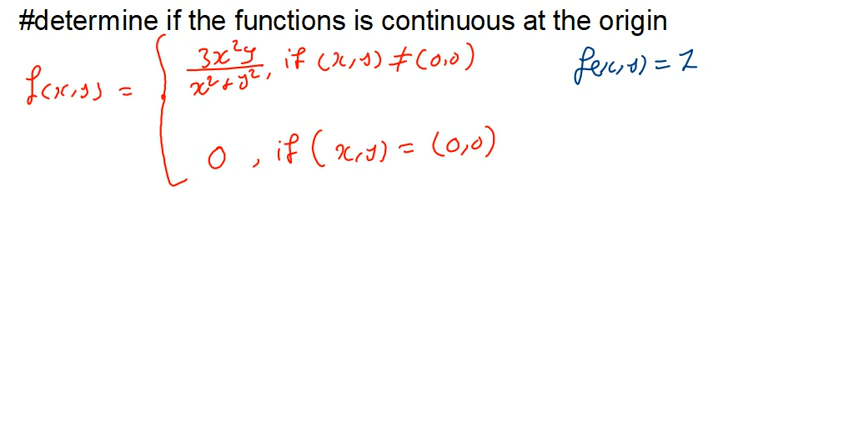 #determine if the functions is continuous at the origin
f(x,y) = { 3x²y / x²+y², if (x,y) ≠ (0,0)
0, if (x,y) = (0,0)
f(x,y) = z